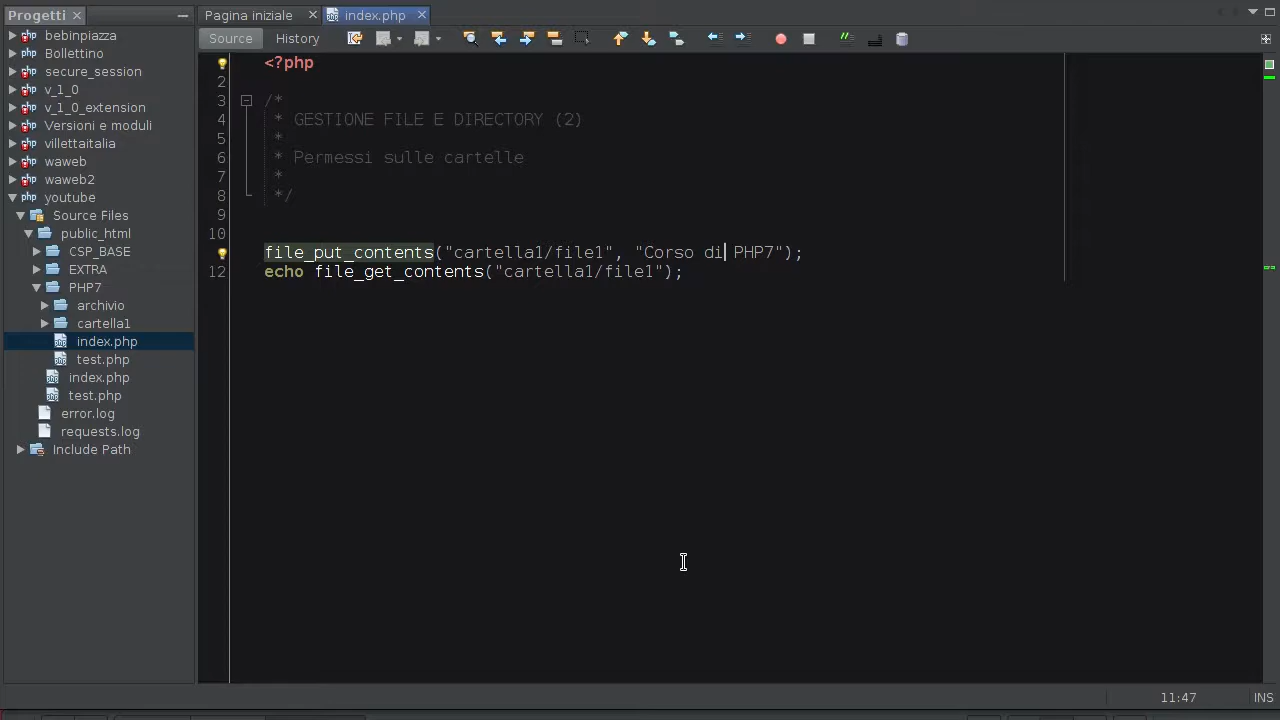 Progetti
bebinpiazza
Bollettino
secure_session
v_1_0
v_1_0_extension
Versioni e moduli
villettaitalia
waweb
waweb2
youtube
Source Files
public_html
CSP_BASE
EXTRA
PHP7
archivio
cartella1
index.php
test.php
index.php
test.php
error.log
requests.log
Include Path
Pagina iniziale
index.php
Source History
<?php
2
3 /*
4 * GESTIONE FILE E DIRECTORY (2)
5 *
6 * Permessi sulle cartelle
7 *
8 */
9
10
file_put_contents("cartella1/file1", "Corso di PHP7");
12 echo file_get_contents("cartella1/file1");
11:47 INS